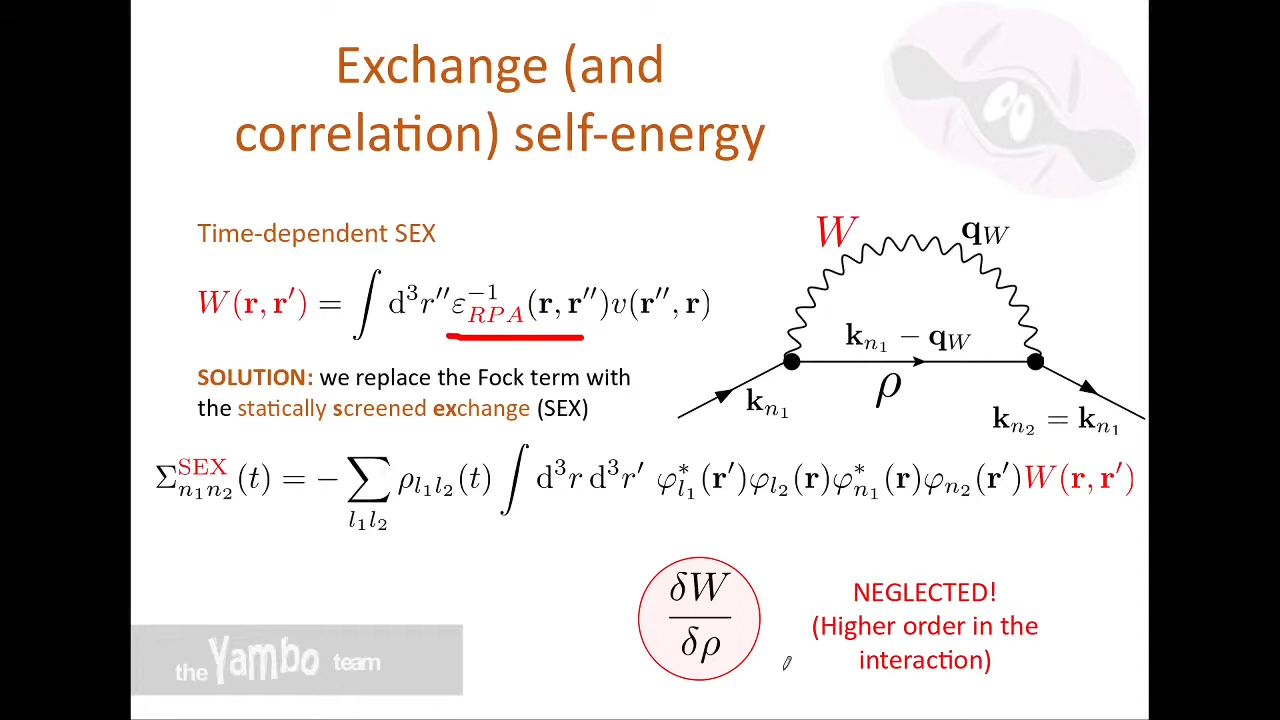 Exchange (and
correlation) self-energy
Time-dependent SEX
W(r, r′) = ∫ d³r″ ε⁻¹_RPA(r, r″)v(r″, r)
SOLUTION: we replace the Fock term with
the statically screened exchange (SEX)
W
q_W
k_{n₁} − q_W
ρ
k_{n₁}
k_{n₂} = k_{n₁}
Σ^{SEX}_{n₁n₂}(t) = − ∑_{l₁l₂} ρ_{l₁l₂}(t) ∫ d³r d³r′ φ*_{l₁}(r′)φ_{l₂}(r)φ*_{n₁}(r)φ_{n₂}(r′)W(r, r′)
δW
δρ
NEGLECTED!
(Higher order in the
interaction)
the Yambo team